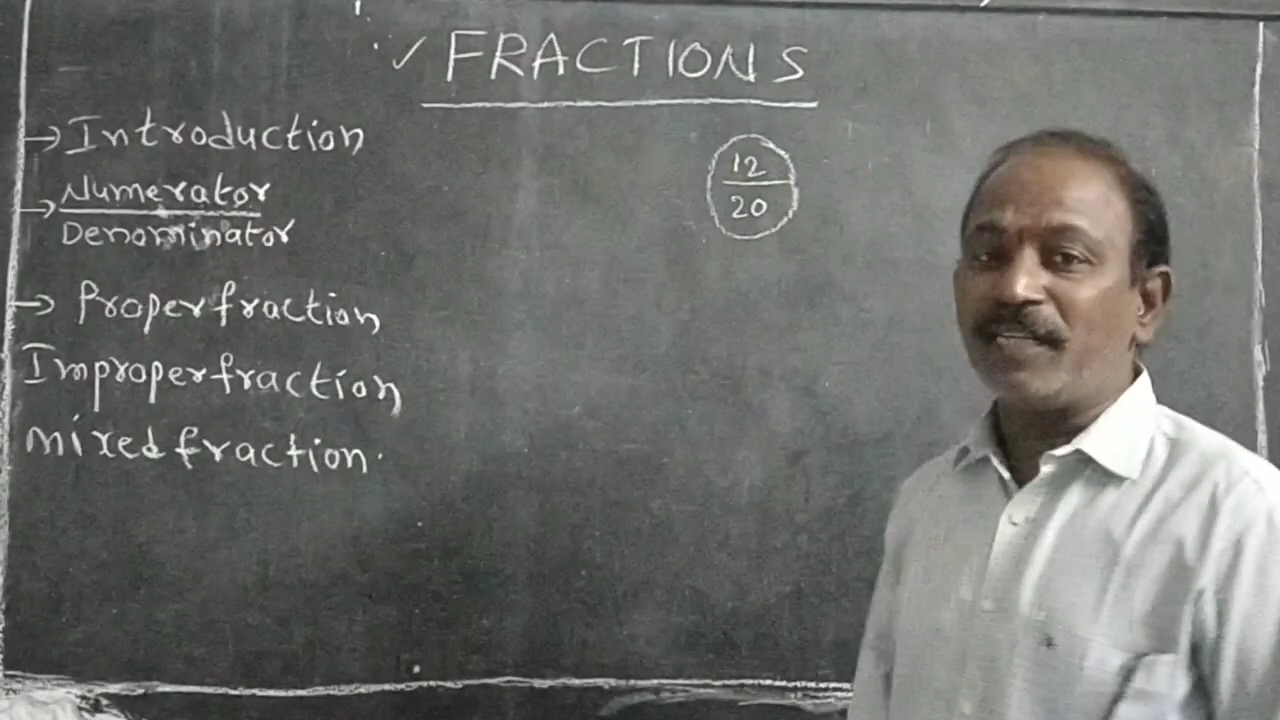 ✓ FRACTIONS
→ Introduction
→ Numerator
Denominator
→ Properfraction
Improperfraction
mixedfraction.
12
20